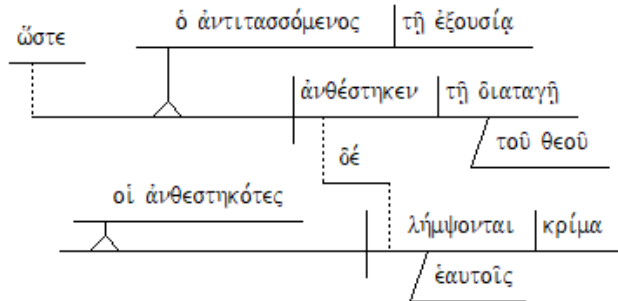 ὥστε ὁ ἀντιτασσόμενος τῇ ἐξουσίᾳ
ἀνθέστηκεν τῇ διαταγῇ
τοῦ θεοῦ
δέ
οἱ ἀνθεστηκότες
λήμψονται κρίμα
ἑαυτοῖς